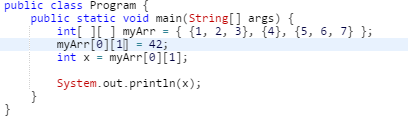 public class Program {
public static void main(String[] args) {
int[ ][ ] myArr = { {1, 2, 3}, {4}, {5, 6, 7} };
myArr[0][1] = 42;
int x = myArr[0][1];
System.out.println(x);
}
}